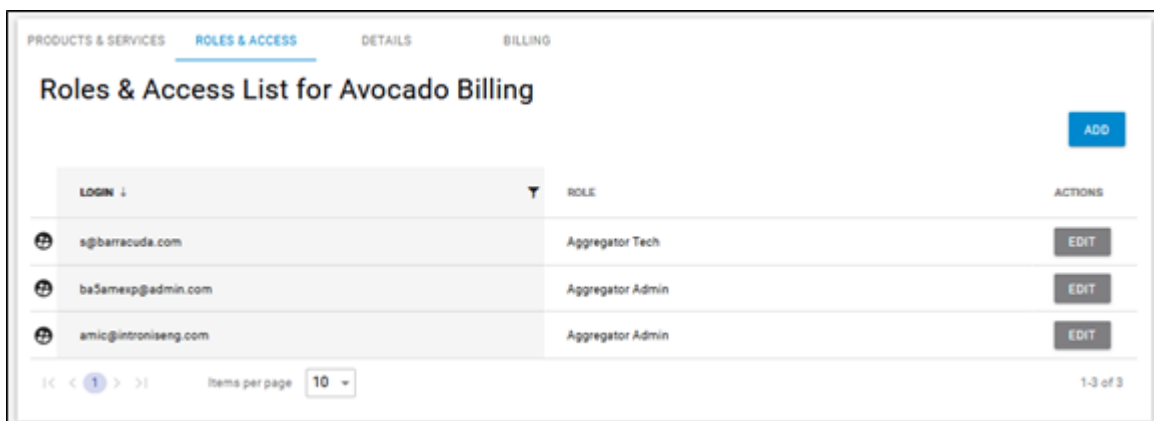 PRODUCTS & SERVICES ROLES & ACCESS DETAILS BILLING
Roles & Access List for Avocado Billing
ADD
LOGIN ↓ ROLE ACTIONS
s@barracuda.com Aggregator Tech EDIT
ba5amexp@admin.com Aggregator Admin EDIT
amic@introniseng.com Aggregator Admin EDIT
|< < 1 > >| Items per page 10 1-3 of 3